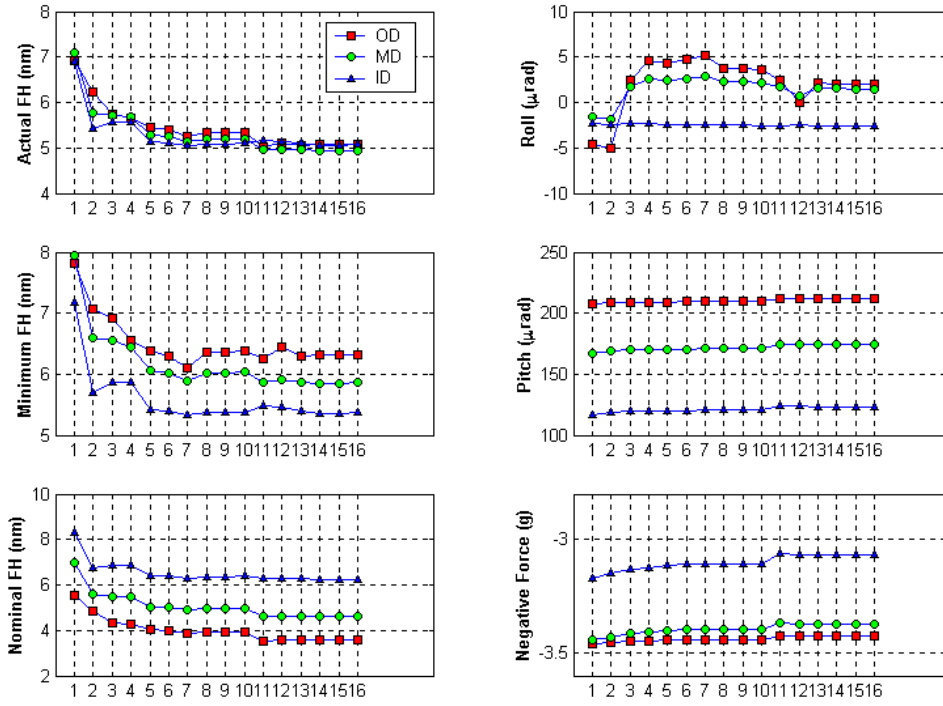 Actual FH (nm)
8
7
6
5
4
1 2 3 4 5 6 7 8 9 10 11 12 13 14 15 16
OD
MD
ID
Roll (μrad)
10
5
0
-5
-10
1 2 3 4 5 6 7 8 9 10 11 12 13 14 15 16
Minimum FH (nm)
8
7
6
5
1 2 3 4 5 6 7 8 9 10 11 12 13 14 15 16
Pitch (μrad)
250
200
150
100
1 2 3 4 5 6 7 8 9 10 11 12 13 14 15 16
Nominal FH (nm)
10
8
6
4
2
1 2 3 4 5 6 7 8 9 10 11 12 13 14 15 16
Negative Force (g)
-3
-3.5
1 2 3 4 5 6 7 8 9 10 11 12 13 14 15 16